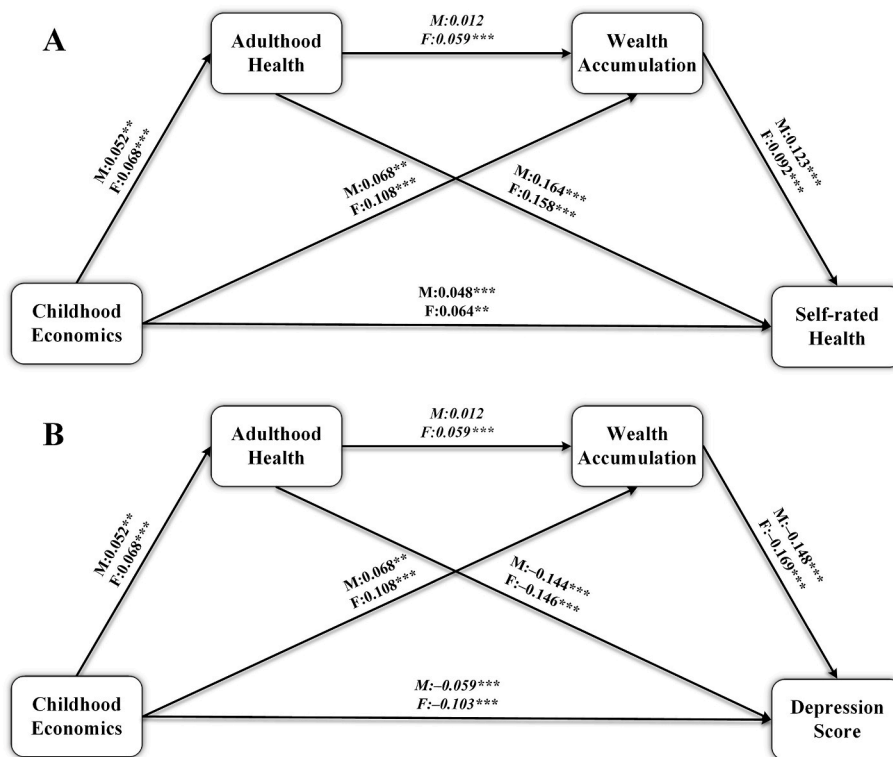 A
Adulthood
Health
M:0.012
F:0.059***
Wealth
Accumulation
M:0.052**
F:0.068***
M:0.068**
F:0.108***
M:0.164***
F:0.158***
M:0.123***
F:0.092***
Childhood
Economics
M:0.048***
F:0.064**
Self-rated
Health
B
Adulthood
Health
M:0.012
F:0.059***
Wealth
Accumulation
M:0.052**
F:0.068***
M:0.068**
F:0.108***
M:–0.144***
F:–0.146***
M:–0.148***
F:–0.169***
Childhood
Economics
M:–0.059***
F:–0.103***
Depression
Score